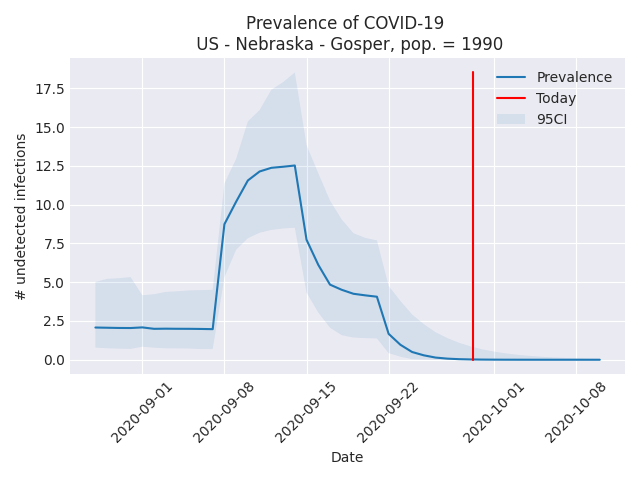 Prevalence of COVID-19
US - Nebraska - Gosper, pop. = 1990
Prevalence
Today
95CI
17.5
15.0
12.5
10.0
7.5
5.0
2.5
0.0
# undetected infections
2020-09-01
2020-09-08
2020-09-15
2020-09-22
2020-10-01
2020-10-08
Date